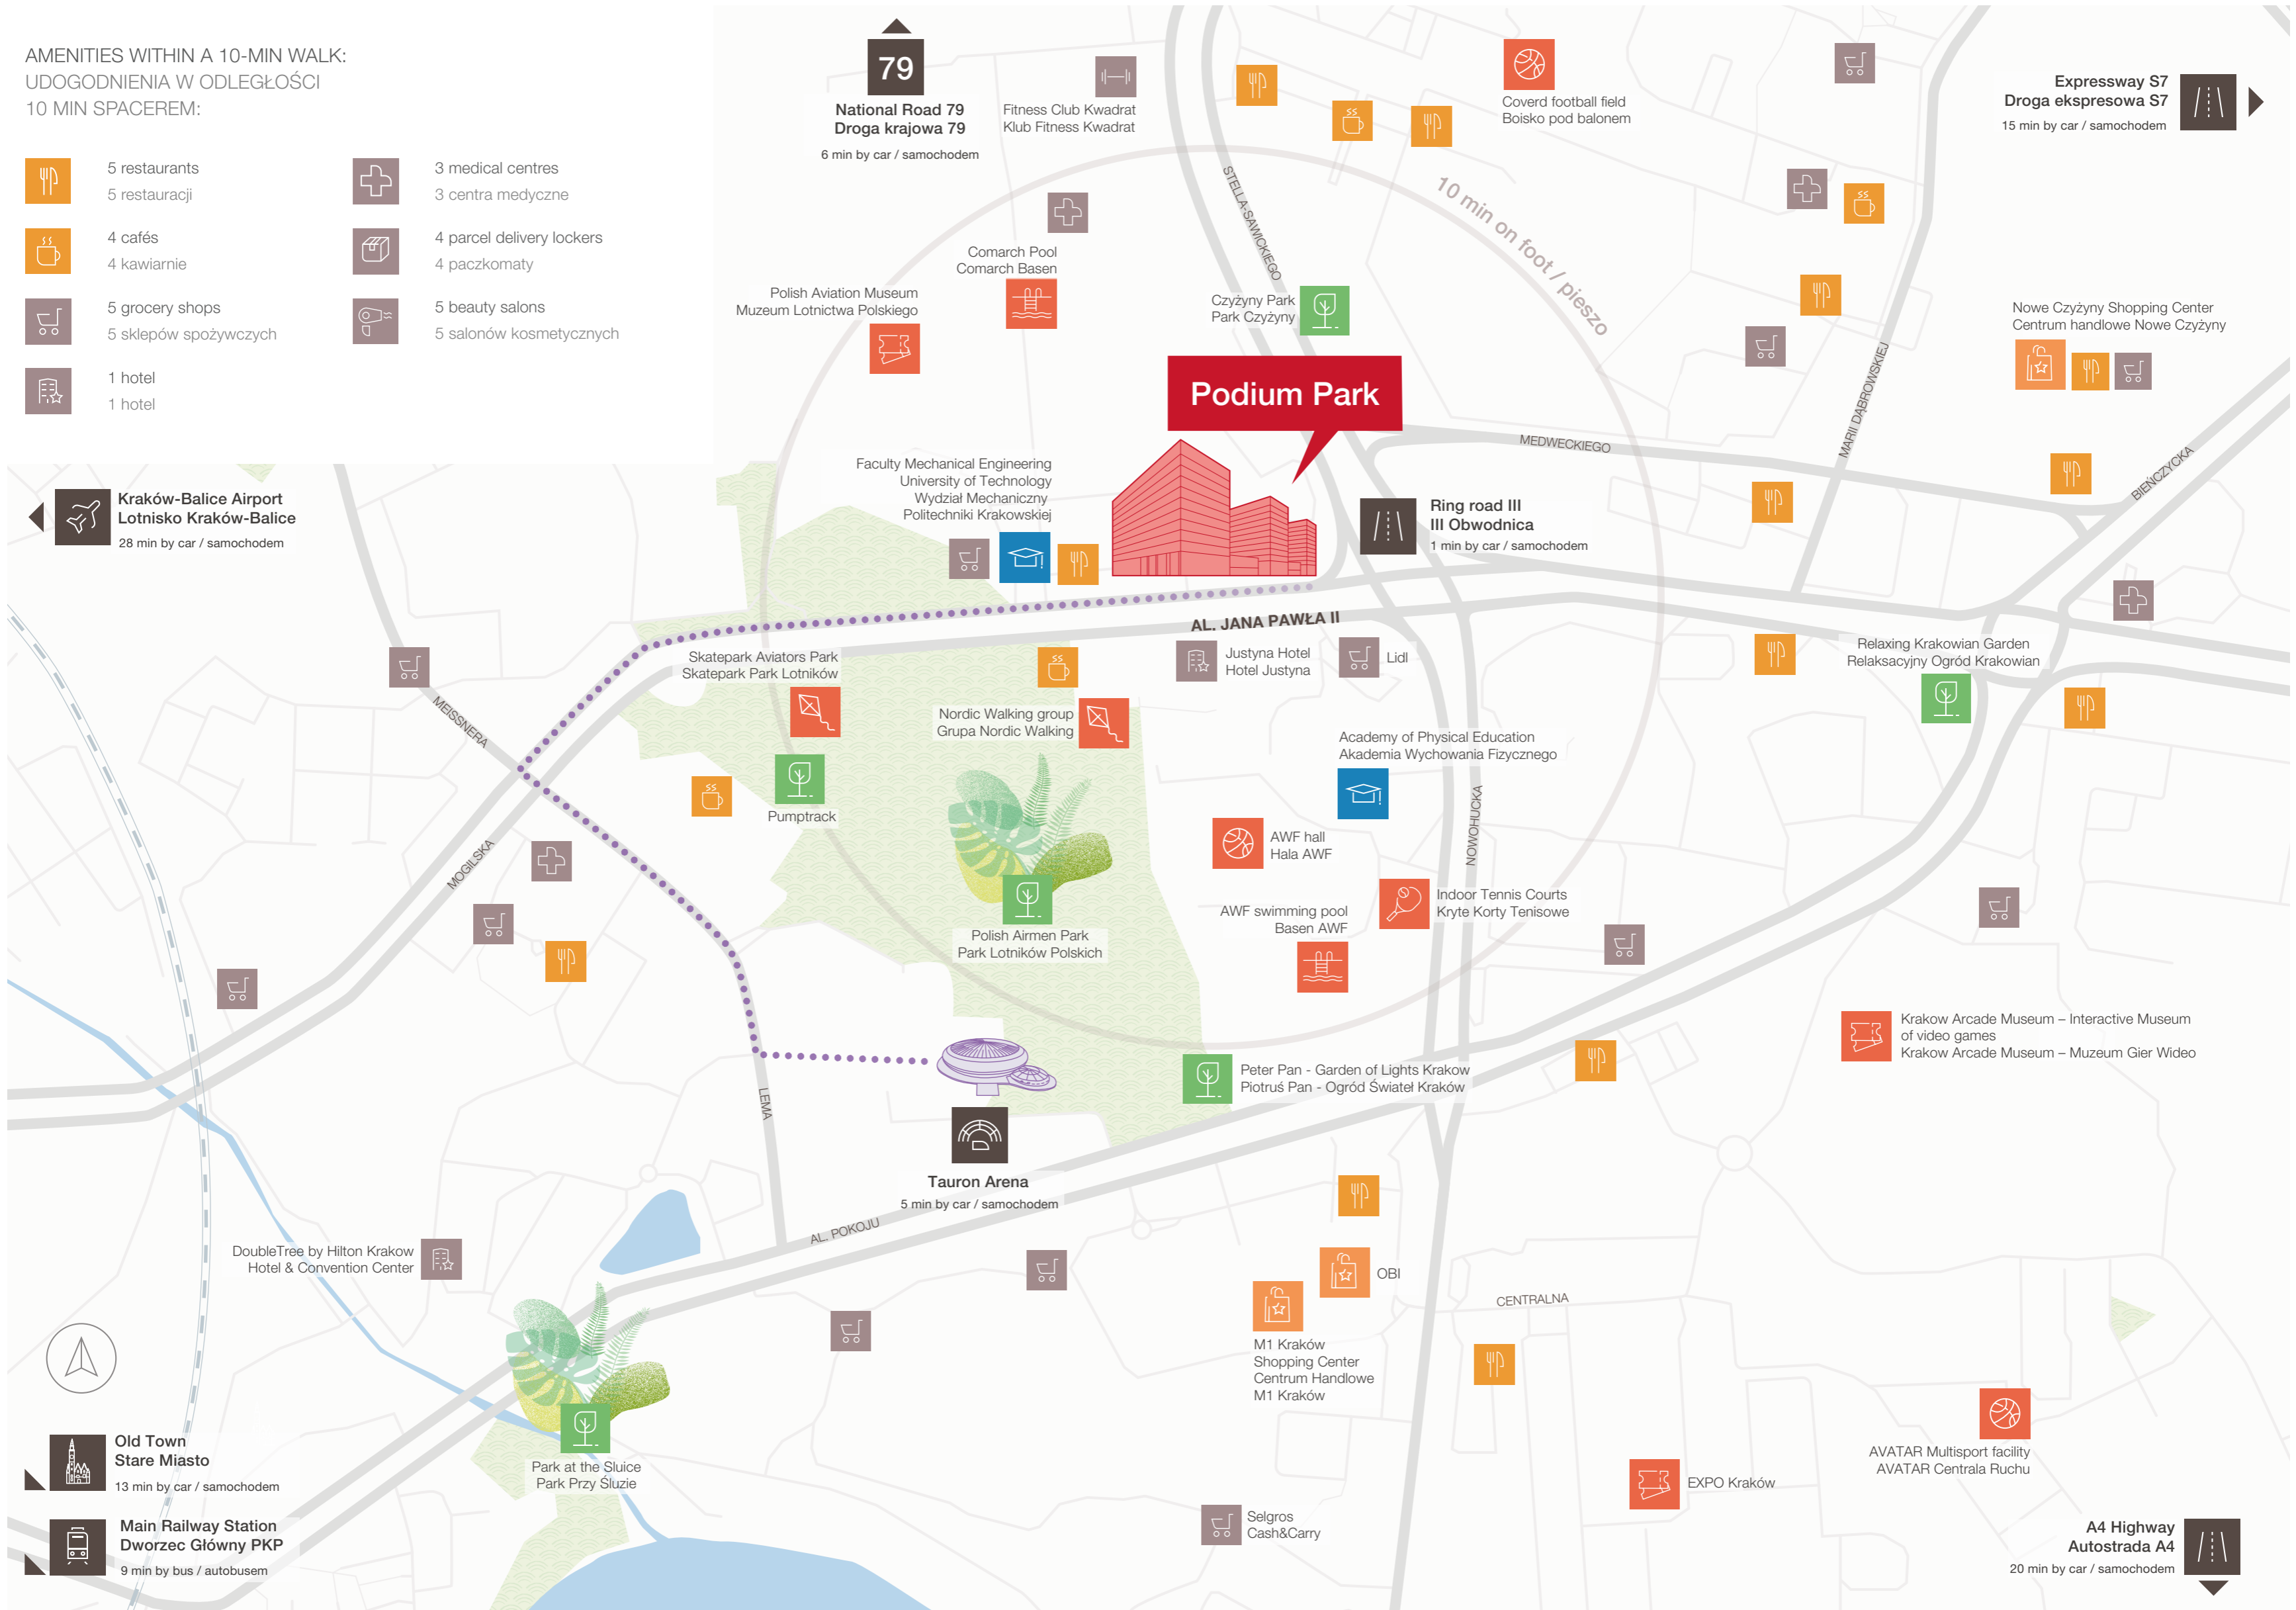 AMENITIES WITHIN A 10-MIN WALK:
UDOGODNIENIA W ODLEGŁOŚCI
10 MIN SPACEREM:
5 restaurants
5 restauracji
4 cafés
4 kawiarnie
5 grocery shops
5 sklepów spożywczych
1 hotel
1 hotel
3 medical centres
3 centra medyczne
4 parcel delivery lockers
4 paczkomaty
5 beauty salons
5 salonów kosmetycznych
79
National Road 79
Droga krajowa 79
6 min by car / samochodem
Fitness Club Kwadrat
Klub Fitness Kwadrat
Coverd football field
Boisko pod balonem
Expressway S7
Droga ekspresowa S7
15 min by car / samochodem
STELLA-SAWICKIEGO
10 min on foot / pieszo
Comarch Pool
Comarch Basen
Polish Aviation Museum
Muzeum Lotnictwa Polskiego
Czyżyny Park
Park Czyżyny
Nowe Czyżyny Shopping Center
Centrum handlowe Nowe Czyżyny
MARII DĄBROWSKIEJ
Podium Park
MEDWECKIEGO
BIEŃCZYCKA
Faculty Mechanical Engineering
University of Technology
Wydział Mechaniczny
Politechniki Krakowskiej
Kraków-Balice Airport
Lotnisko Kraków-Balice
28 min by car / samochodem
Ring road III
III Obwodnica
1 min by car / samochodem
AL. JANA PAWŁA II
Skatepark Aviators Park
Skatepark Park Lotników
Justyna Hotel
Hotel Justyna
Lidl
Relaxing Krakowian Garden
Relaksacyjny Ogród Krakowian
MEISSNERA
Nordic Walking group
Grupa Nordic Walking
Academy of Physical Education
Akademia Wychowania Fizycznego
Pumptrack
NOWOHUCKA
MOGILSKA
AWF hall
Hala AWF
Indoor Tennis Courts
Kryte Korty Tenisowe
AWF swimming pool
Basen AWF
Polish Airmen Park
Park Lotników Polskich
Krakow Arcade Museum – Interactive Museum
of video games
Krakow Arcade Museum – Muzeum Gier Wideo
Peter Pan - Garden of Lights Krakow
Piotruś Pan - Ogród Świateł Kraków
LEMA
Tauron Arena
5 min by car / samochodem
AL. POKOJU
DoubleTree by Hilton Krakow
Hotel & Convention Center
OBI
CENTRALNA
M1 Kraków
Shopping Center
Centrum Handlowe
M1 Kraków
Old Town
Stare Miasto
13 min by car / samochodem
Park at the Sluice
Park Przy Śluzie
AVATAR Multisport facility
AVATAR Centrala Ruchu
EXPO Kraków
Selgros
Cash&Carry
Main Railway Station
Dworzec Główny PKP
9 min by bus / autobusem
A4 Highway
Autostrada A4
20 min by car / samochodem